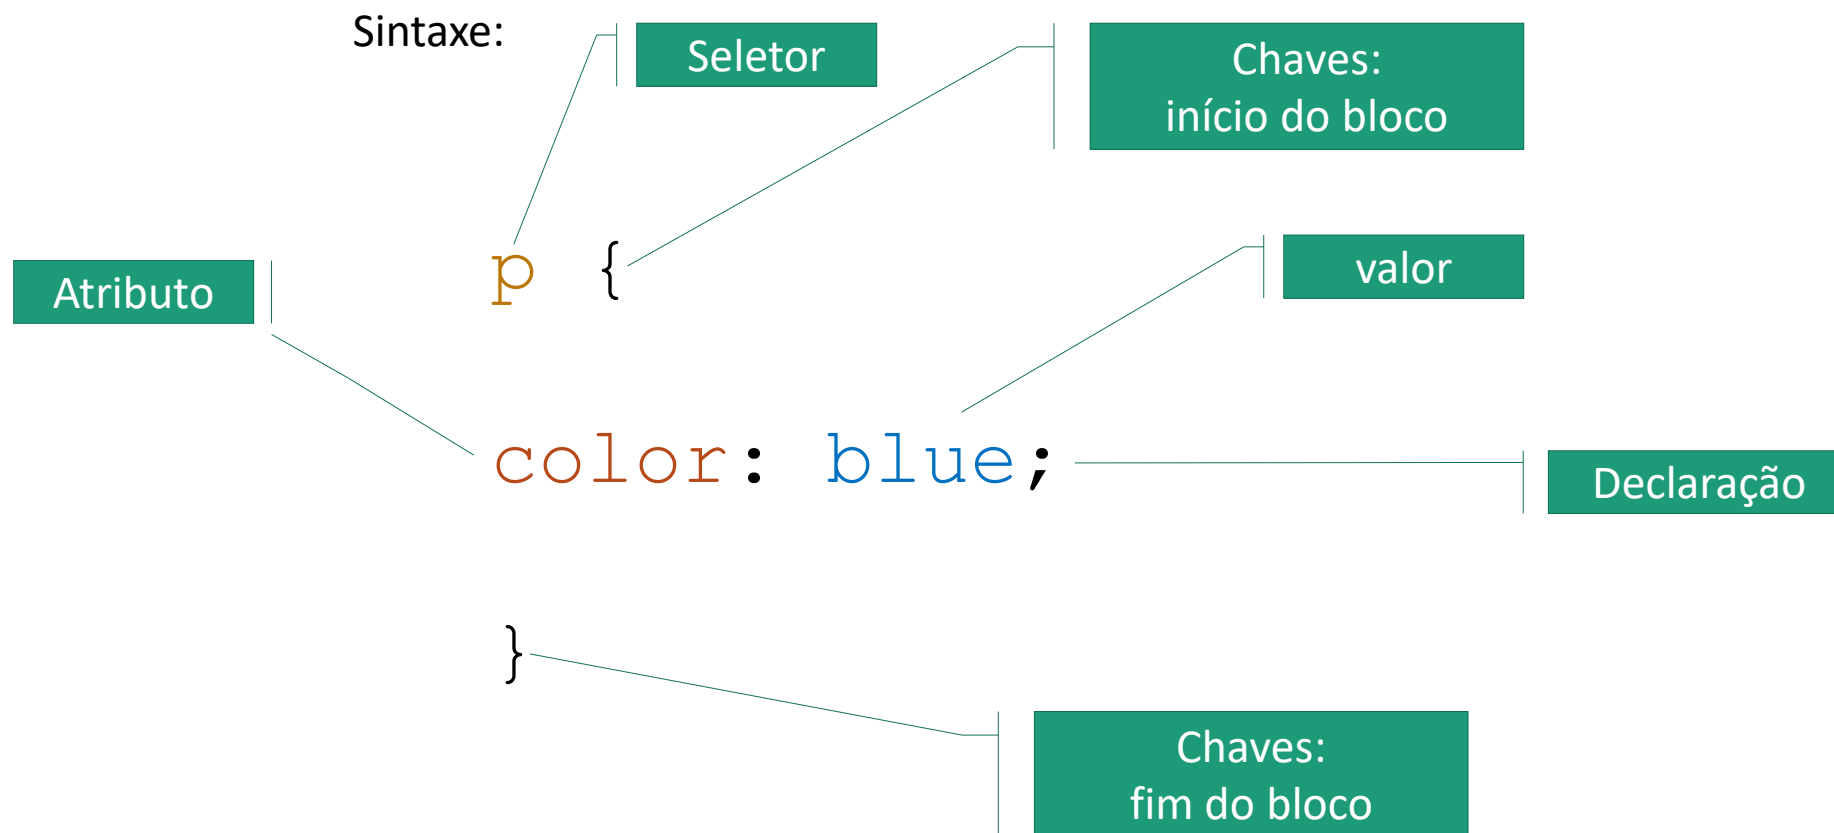 Sintaxe:
Seletor
Chaves:
início do bloco
p {
Atributo
valor
color: blue;
Declaração
}
Chaves:
fim do bloco